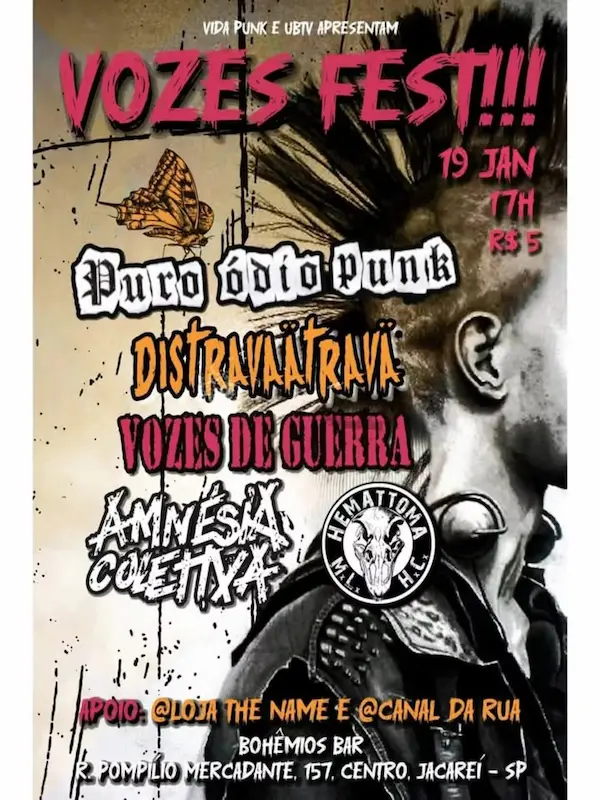 VIDA PUNK E UBTV APRESENTAM
VOZES FEST!!!
19 JAN
17H
R$ 5
PURO ÓDIO PUNK
DISTRAVAÄTRAVÄ
VOZES DE GUERRA
AMNÉSIA
COLETIVA
HEMATTOMA
M.L. H.C.
APOIO: @LOJA THE NAME E @CANAL DA RUA
BOHÊMIOS BAR
R. POMPÍLIO MERCADANTE, 157, CENTRO, JACAREÍ - SP